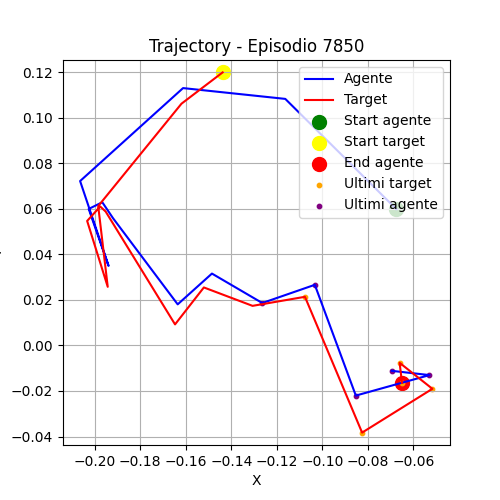 Trajectory - Episodio 7850
Agente
Target
Start agente
Start target
End agente
Ultimi target
Ultimi agente
0.12
0.10
0.08
0.06
0.04
0.02
0.00
−0.02
−0.04
−0.20 −0.18 −0.16 −0.14 −0.12 −0.10 −0.08 −0.06
X